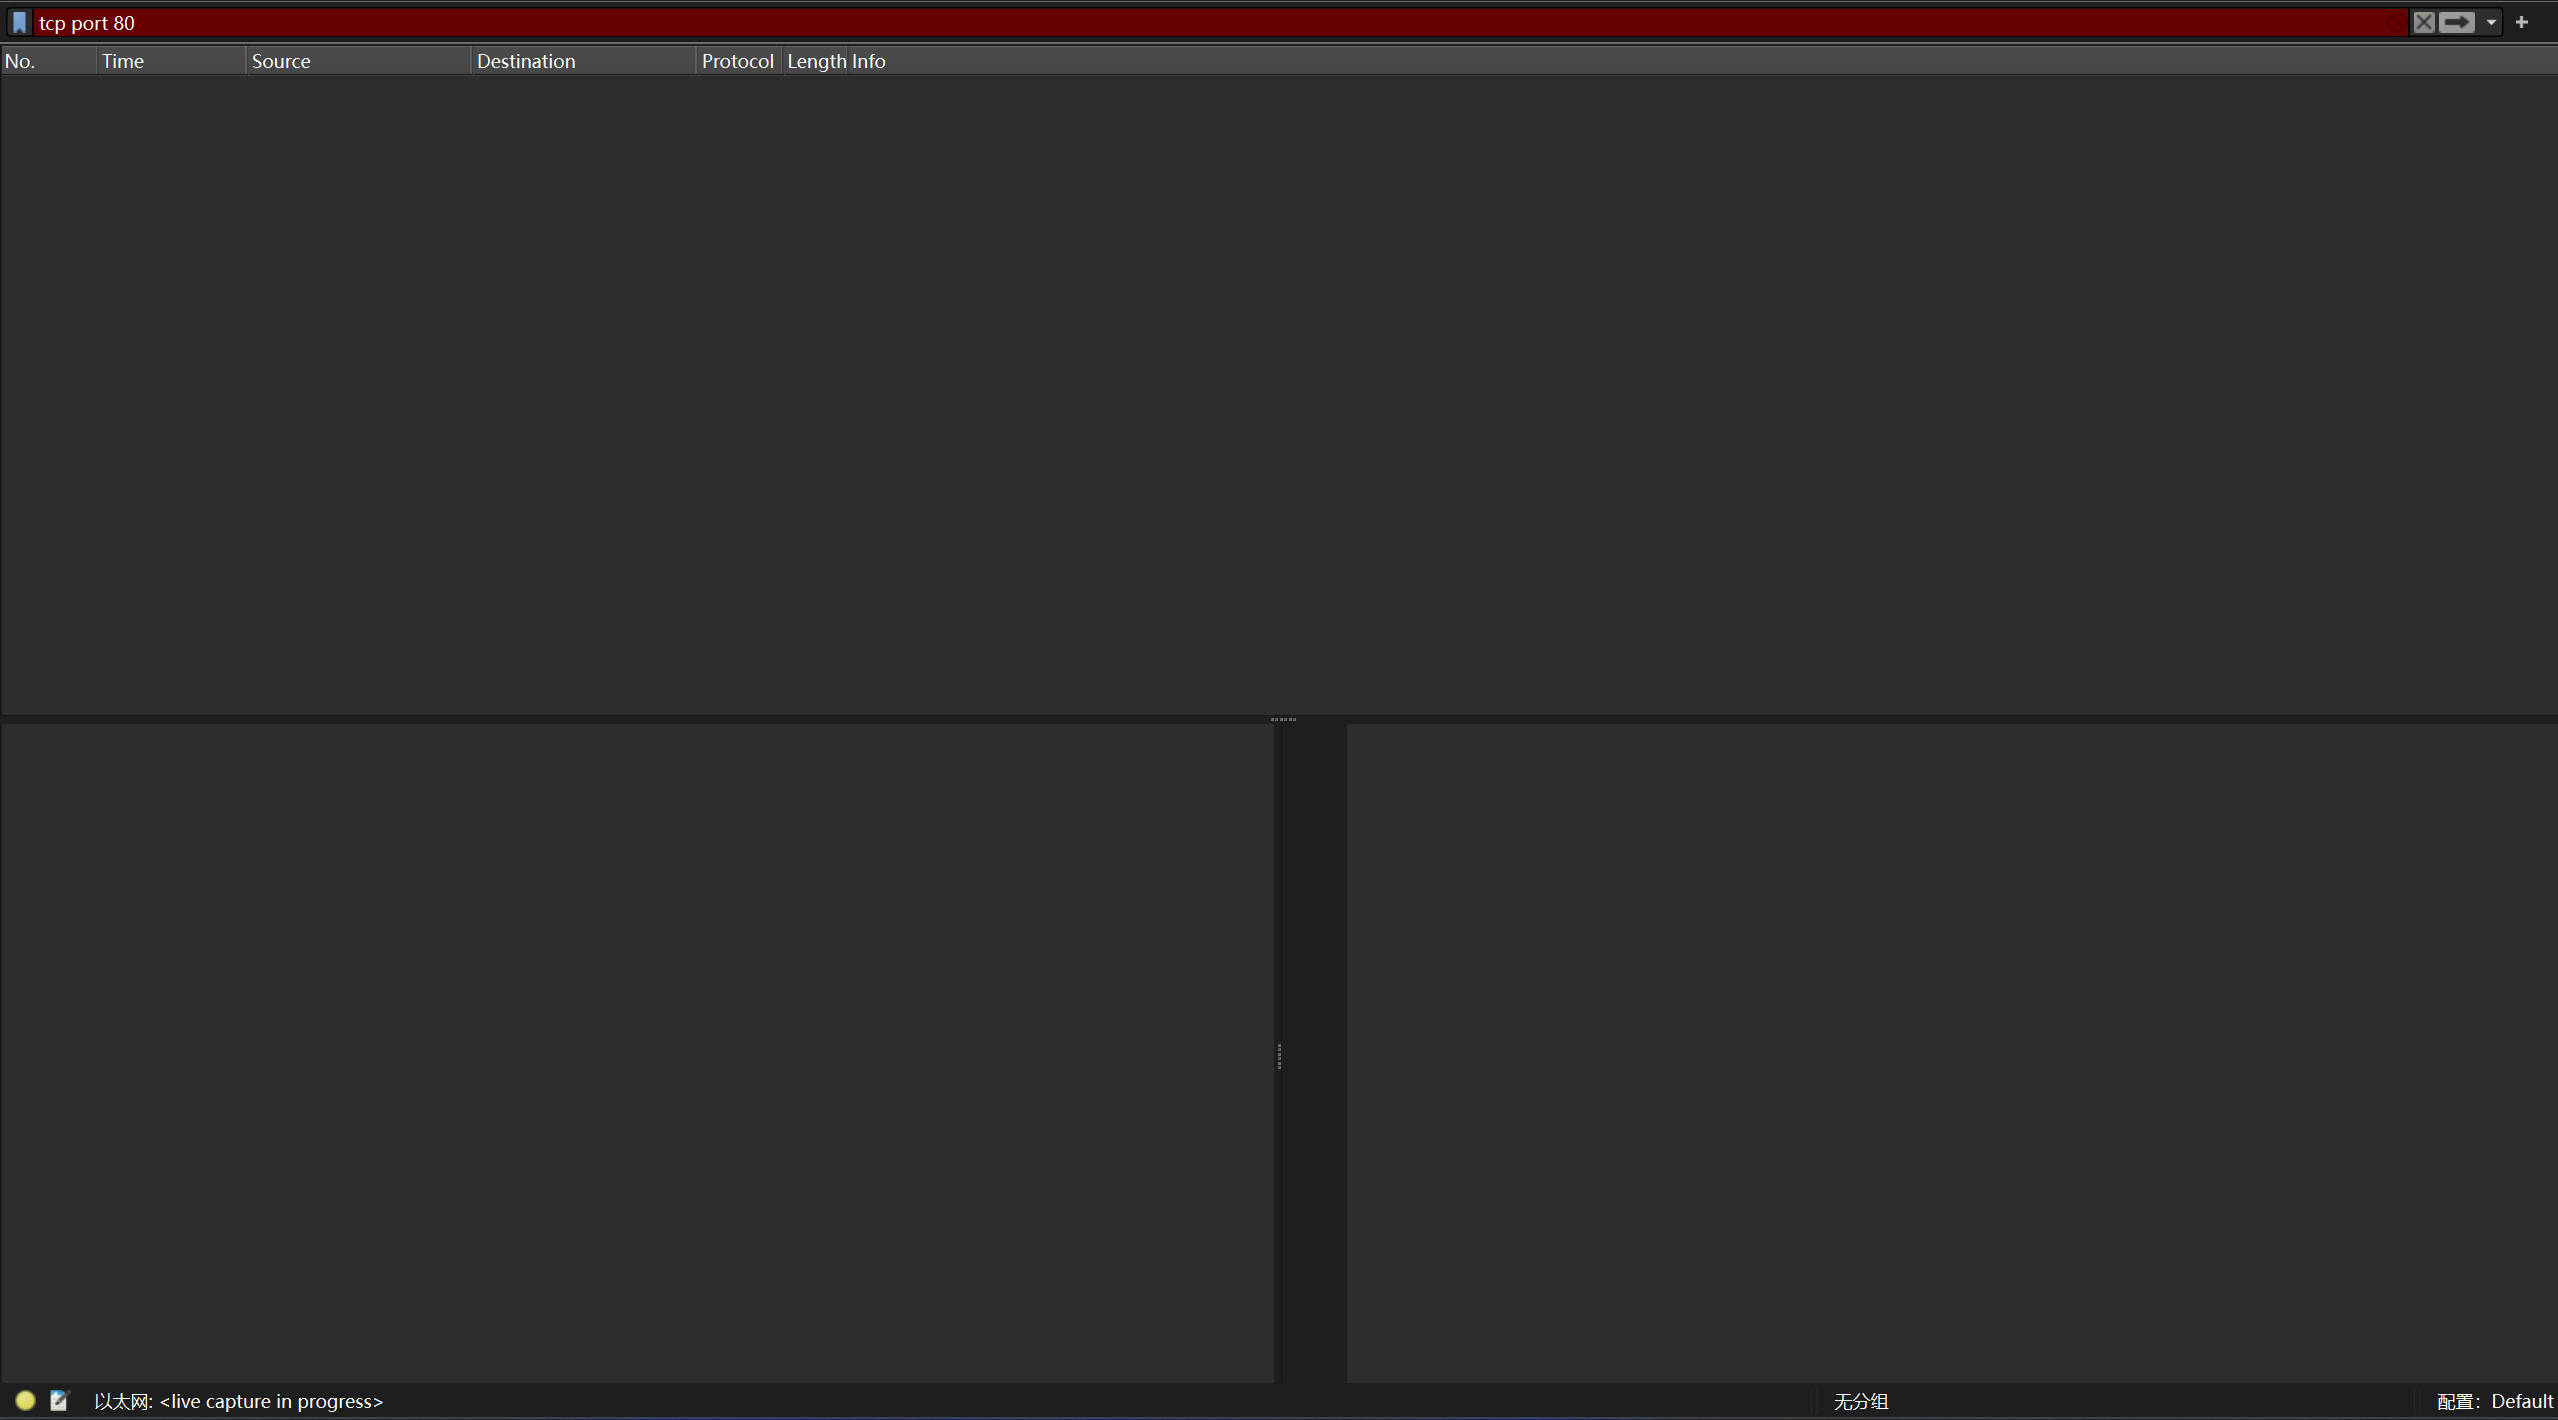 tcp port 80
No. Time Source Destination Protocol Length Info
以太网: <live capture in progress> 无分组 配置：Default